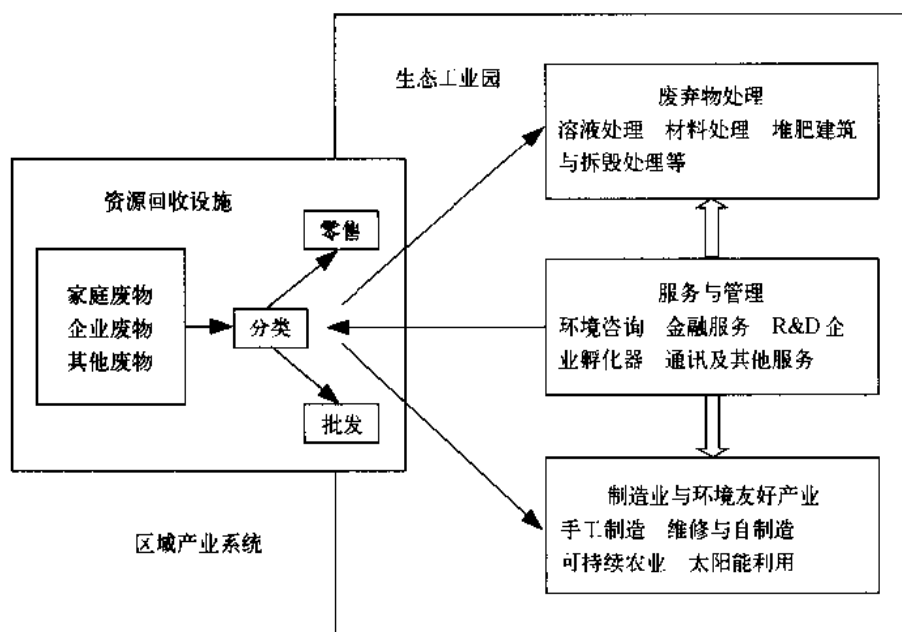 生态工业园
废弃物处理
溶液处理 材料处理 堆肥建筑
与拆毁处理等
资源回收设施
零售
家庭废物
企业废物
其他废物
分类
批发
服务与管理
环境咨询 金融服务 R&D 企
业孵化器 通讯及其他服务
制造业与环境友好产业
手工制造 维修与自制造
可持续农业 太阳能利用
区域产业系统